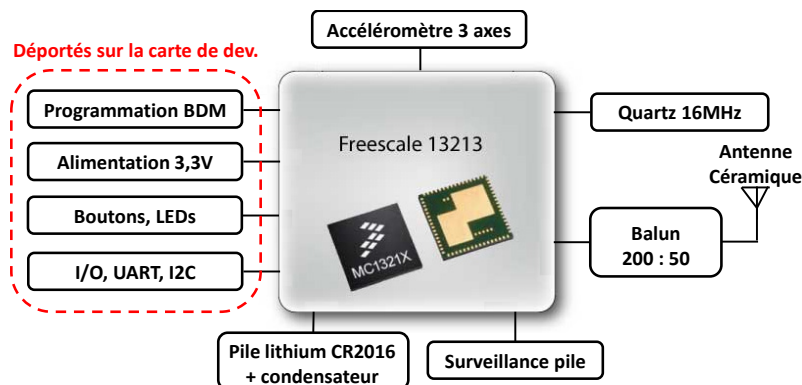 Accéléromètre 3 axes
Déportés sur la carte de dev.
Programmation BDM
Alimentation 3,3V
Boutons, LEDs
I/O, UART, I2C
Freescale 13213
MC1321X
Quartz 16MHz
Antenne
Céramique
Balun
200 : 50
Pile lithium CR2016
+ condensateur
Surveillance pile